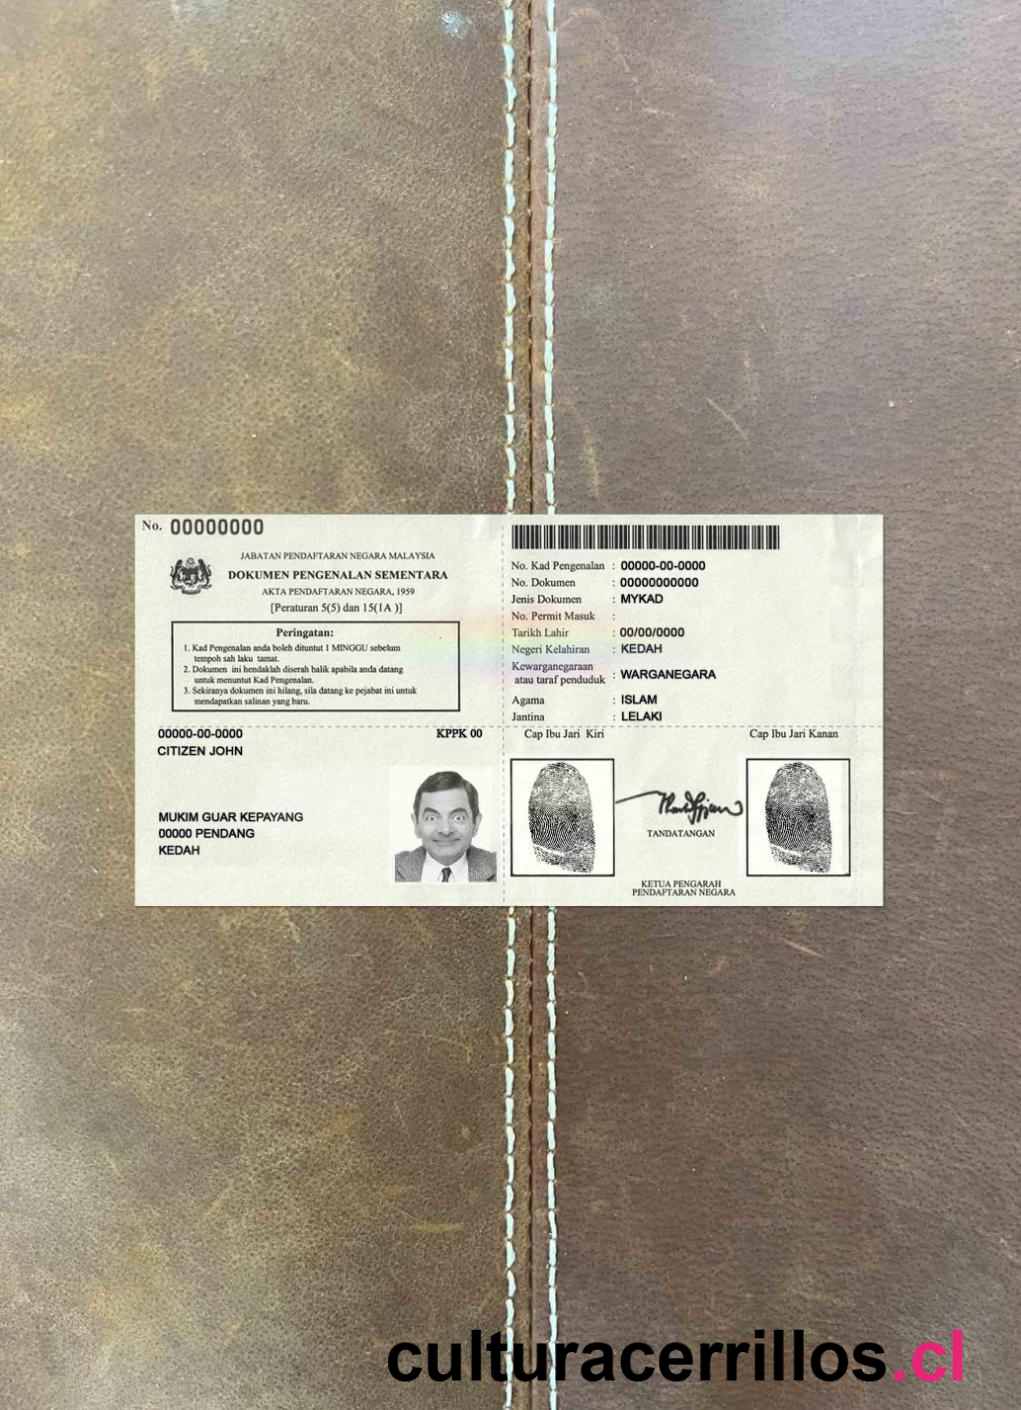 No. 00000000
JABATAN PENDAFTARAN NEGARA MALAYSIA
DOKUMEN PENGENALAN SEMENTARA
AKTA PENDAFTARAN NEGARA, 1959
[Peraturan 5(5) dan 15(1A )]
Peringatan:
1. Kad Pengenalan anda boleh dituntut 1 MINGGU sebelum
tempoh sah laku tamat.
2. Dokumen ini hendaklah diserah balik apabila anda datang
untuk menuntut Kad Pengenalan.
3. Sekiranya dokumen ini hilang, sila datang ke pejabat ini untuk
mendapatkan salinan yang baru.
No. Kad Pengenalan : 00000-00-0000
No. Dokumen : 00000000000
Jenis Dokumen : MYKAD
No. Permit Masuk :
Tarikh Lahir : 00/00/0000
Negeri Kelahiran : KEDAH
Kewarganegaraan
atau taraf penduduk : WARGANEGARA
Agama : ISLAM
Jantina : LELAKI
00000-00-0000 KPPK 00
CITIZEN JOHN
MUKIM GUAR KEPAYANG
00000 PENDANG
KEDAH
Cap Ibu Jari Kiri
Cap Ibu Jari Kanan
TANDATANGAN
KETUA PENGARAH
PENDAFTARAN NEGARA
culturacerrillos.cl